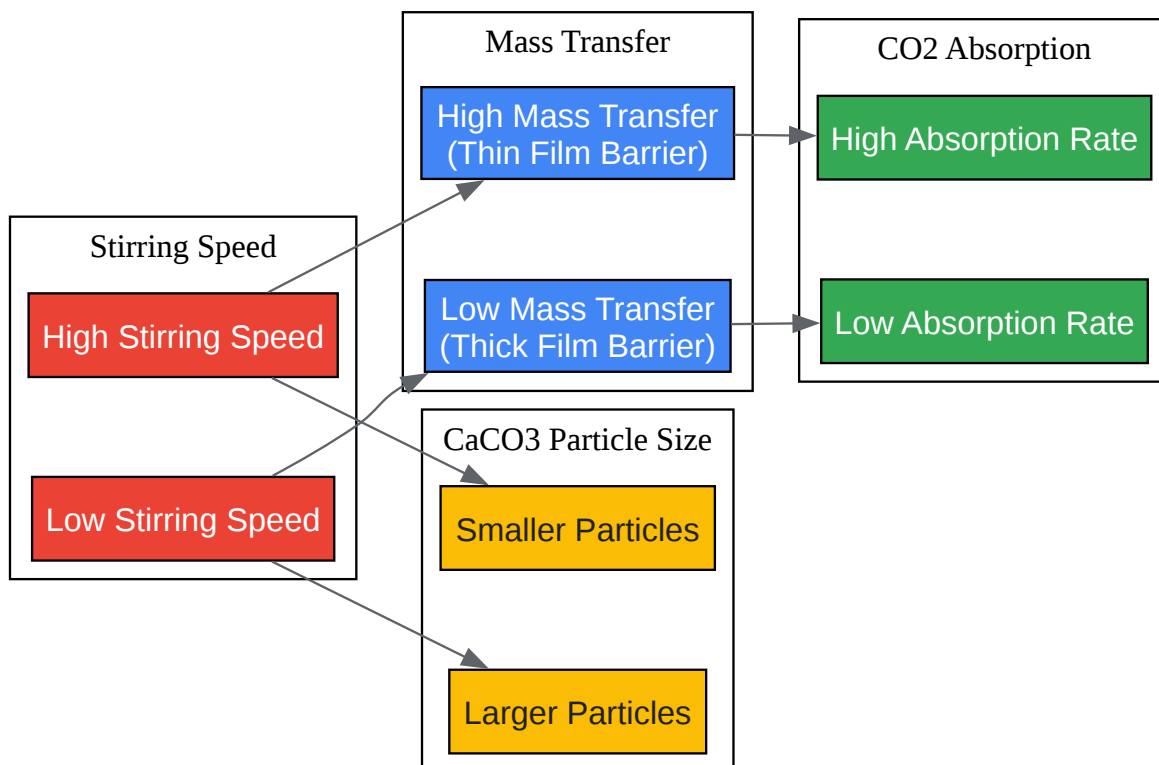 Stirring Speed
High Stirring Speed
Low Stirring Speed
Mass Transfer
High Mass Transfer
(Thin Film Barrier)
Low Mass Transfer
(Thick Film Barrier)
CaCO3 Particle Size
Smaller Particles
Larger Particles
CO2 Absorption
High Absorption Rate
Low Absorption Rate